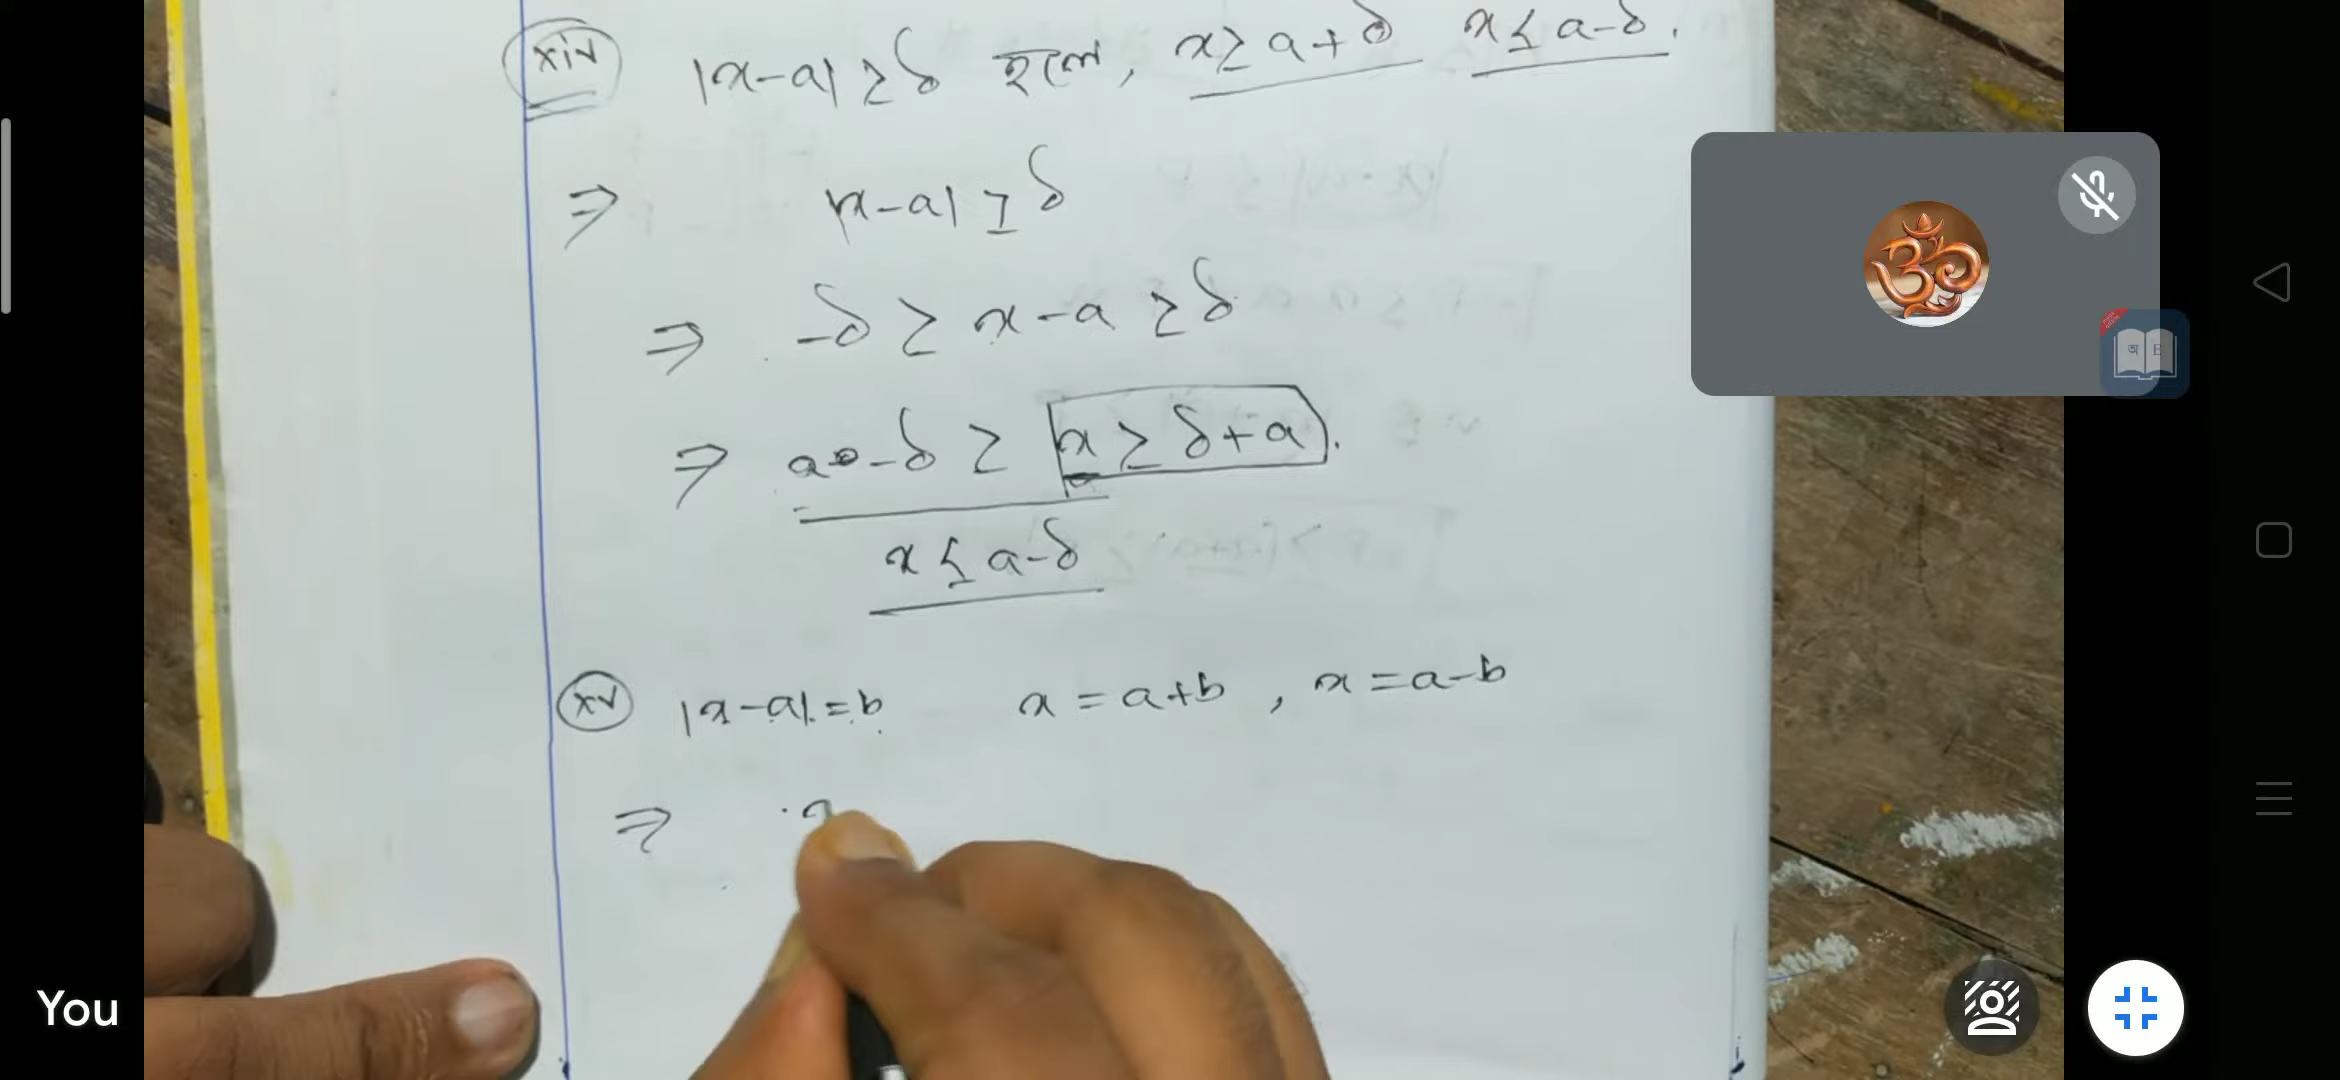 xiv |x-a| ≥ δ হলে, x ≥ a+δ x ≤ a-δ.
⇒ |x-a| ≥ δ
⇒ -δ ≥ x-a ≥ δ
⇒ a-δ ≥ x ≥ δ+a.
x ≤ a-δ
xv |x-a| = b x = a+b, x = a-b
⇒
You